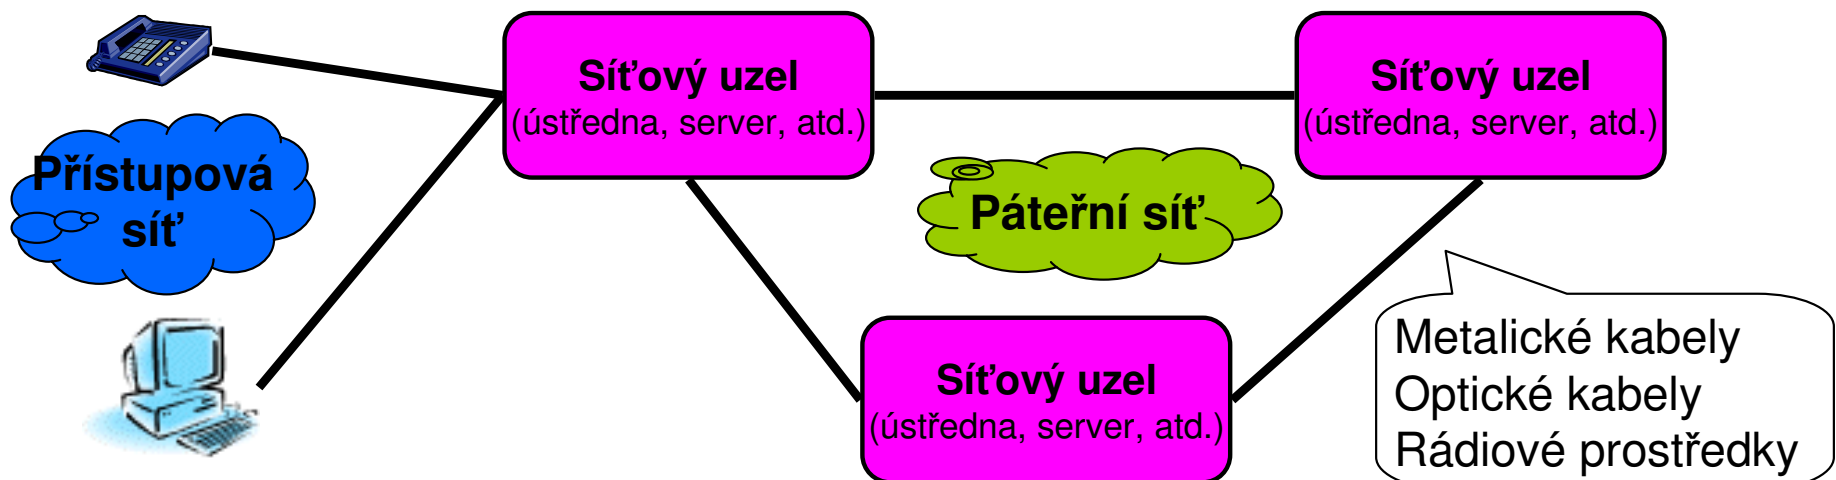 Síťový uzel
(ústředna, server, atd.)
Síťový uzel
(ústředna, server, atd.)
Přístupová
síť
Páteřní síť
Síťový uzel
(ústředna, server, atd.)
Metalické kabely
Optické kabely
Rádiové prostředky